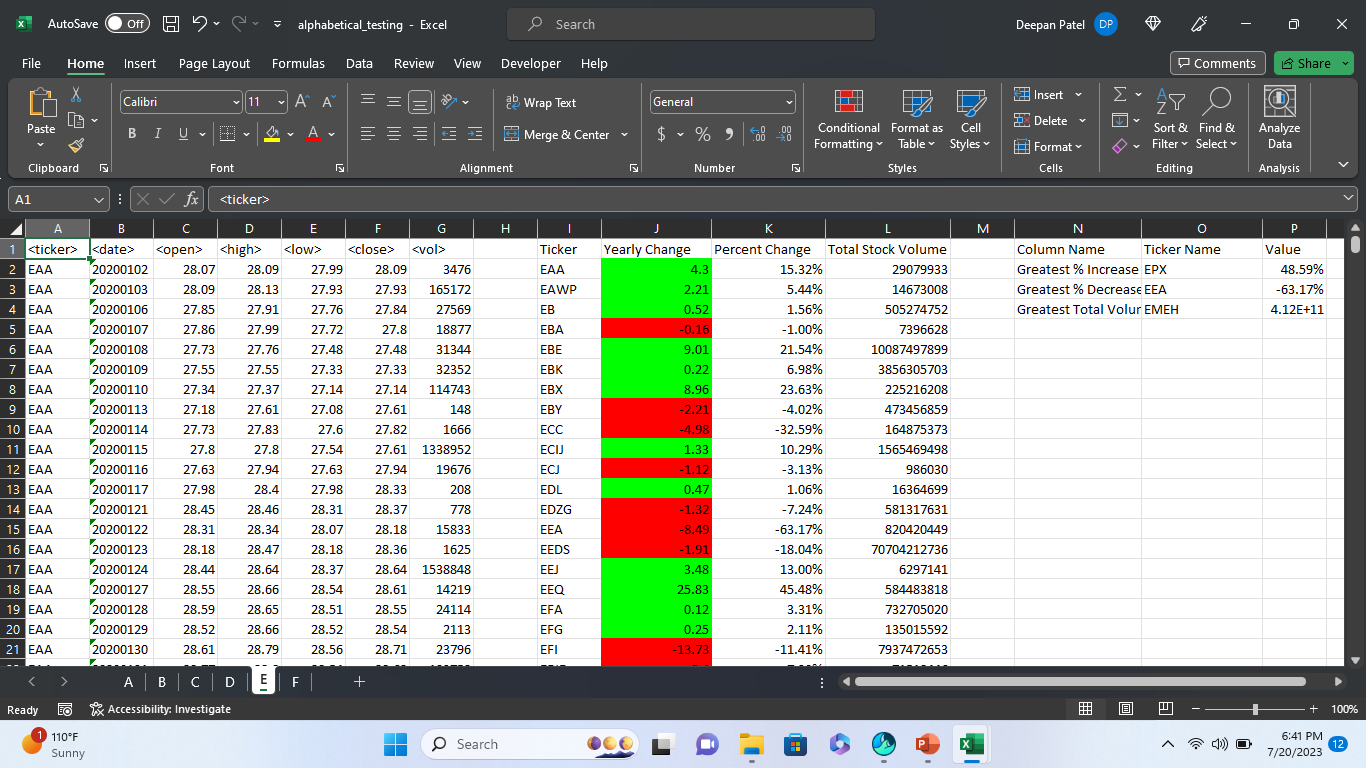 AutoSave Off alphabetical_testing - Excel Search Deepan Patel DP
File Home Insert Page Layout Formulas Data Review View Developer Help Comments Share
Calibri 11 Wrap Text General Insert
Paste Merge & Center Conditional Formatting Format as Table Cell Styles Delete Sort & Filter Find & Select Analyze Data
Format
Clipboard Font Alignment Number Styles Cells Editing Analysis
A1 fx <ticker>
A B C D E F G H I J K L M N O P
1 <ticker> <date> <open> <high> <low> <close> <vol> Ticker Yearly Change Percent Change Total Stock Volume Column Name Ticker Name Value
2 EAA 20200102 28.07 28.09 27.99 28.09 3476 EAA 4.3 15.32% 29079933 Greatest % Increase EPX 48.59%
3 EAA 20200103 28.09 28.13 27.93 27.93 165172 EAWP 2.21 5.44% 14673008 Greatest % Decrease EEA -63.17%
4 EAA 20200106 27.85 27.91 27.76 27.84 27569 EB 0.52 1.56% 505274752 Greatest Total Volur EMEH 4.12E+11
5 EAA 20200107 27.86 27.99 27.72 27.8 18877 EBA -0.16 -1.00% 7396628
6 EAA 20200108 27.73 27.76 27.48 27.48 31344 EBE 9.01 21.54% 10087497899
7 EAA 20200109 27.55 27.55 27.33 27.33 32352 EBK 0.22 6.98% 3856305703
8 EAA 20200110 27.34 27.37 27.14 27.14 114743 EBX 8.96 23.63% 225216208
9 EAA 20200113 27.18 27.61 27.08 27.61 148 EBY -2.21 -4.02% 473456859
10 EAA 20200114 27.73 27.83 27.6 27.82 1666 ECC -4.98 -32.59% 164875373
11 EAA 20200115 27.8 27.8 27.54 27.61 1338952 ECIJ 1.33 10.29% 1565469498
12 EAA 20200116 27.63 27.94 27.63 27.94 19676 ECJ -1.12 -3.13% 986030
13 EAA 20200117 27.98 28.4 27.98 28.33 208 EDL 0.47 1.06% 16364699
14 EAA 20200121 28.45 28.46 28.31 28.37 778 EDZG -1.32 -7.24% 581317631
15 EAA 20200122 28.31 28.34 28.07 28.18 15833 EEA -8.49 -63.17% 820420449
16 EAA 20200123 28.18 28.47 28.18 28.36 1625 EEDS -1.91 -18.04% 70704212736
17 EAA 20200124 28.44 28.64 28.37 28.64 1538848 EEJ 3.48 13.00% 6297141
18 EAA 20200127 28.55 28.66 28.54 28.61 14219 EEQ 25.83 45.48% 584483818
19 EAA 20200128 28.59 28.65 28.51 28.55 24114 EFA 0.12 3.31% 732705020
20 EAA 20200129 28.52 28.66 28.52 28.54 2113 EFG 0.25 2.11% 135015592
21 EAA 20200130 28.61 28.79 28.56 28.71 23796 EFI -13.73 -11.41% 7937472653
A B C D E F
Ready Accessibility: Investigate 100%
1 110°F Search 6:41 PM
Sunny 7/20/2023 12